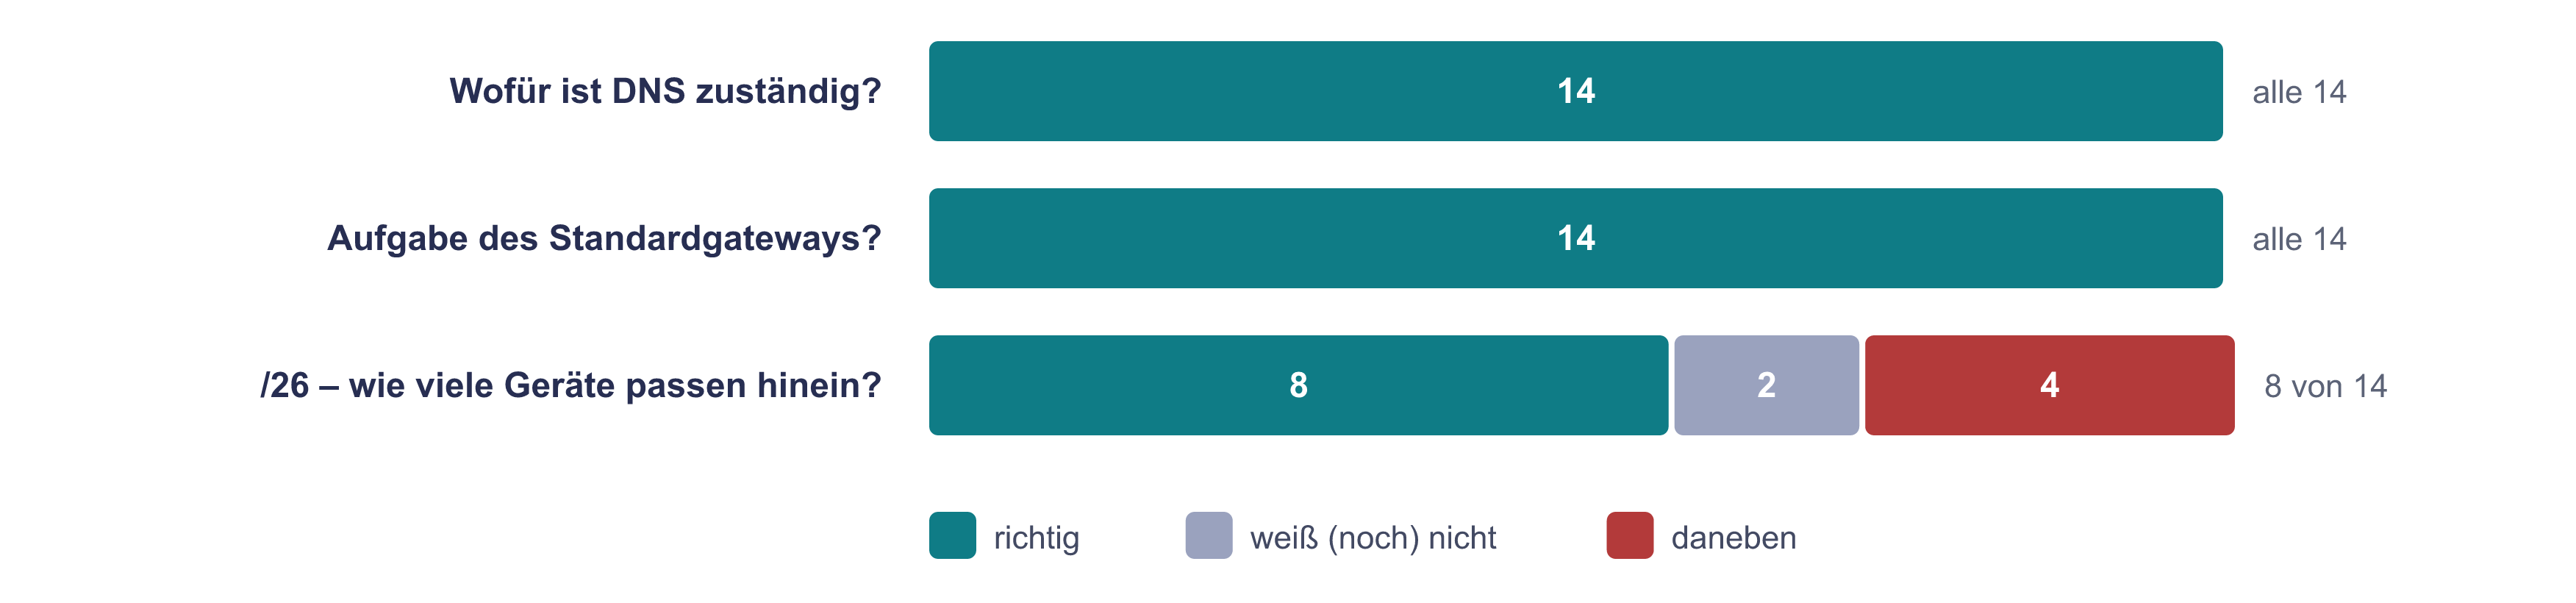 Wofür ist DNS zuständig? 14 alle 14
Aufgabe des Standardgateways? 14 alle 14
/26 – wie viele Geräte passen hinein? 8 2 4 8 von 14
richtig weiß (noch) nicht daneben